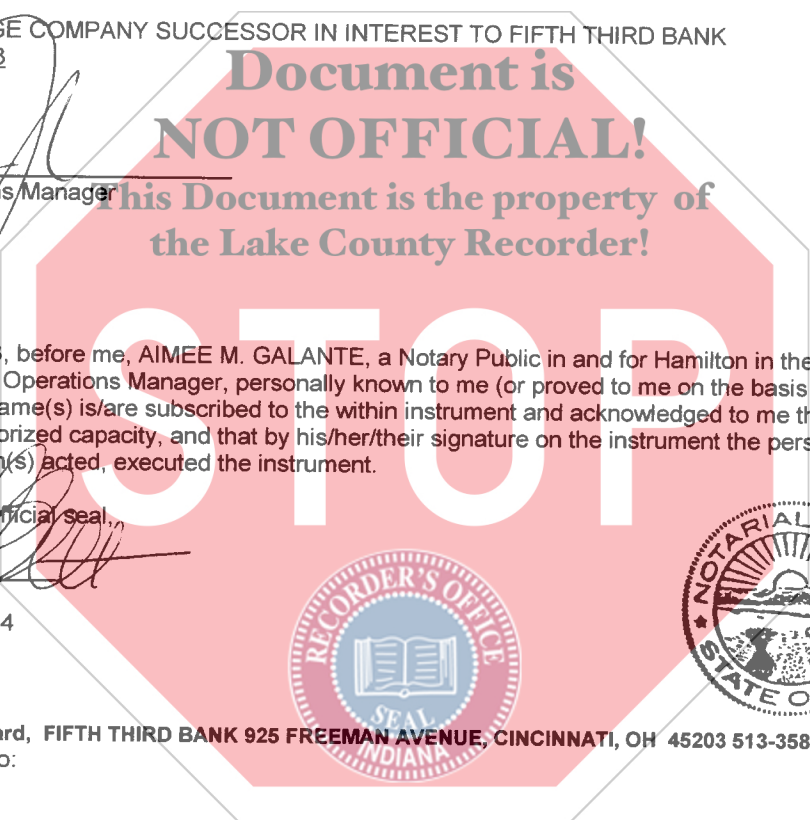 GE COMPANY SUCCESSOR IN INTEREST TO FIFTH THIRD BANK
Document is
NOT OFFICIAL!
s Manager
This Document is the property of
the Lake County Recorder!
STOP
, before me, AIMEE M. GALANTE, a Notary Public in and for Hamilton in the
Operations Manager, personally known to me (or proved to me on the basis
ame(s) is/are subscribed to the within instrument and acknowledged to me th
orized capacity, and that by his/her/their signature on the instrument the pers
(s) acted, executed the instrument.
fficial seal,
NOTARIAL
STATE O
RECORDER'S OFFICE
SEAL
INDIANA
4
ard, FIFTH THIRD BANK 925 FREEMAN AVENUE, CINCINNATI, OH 45203 513-358
o: